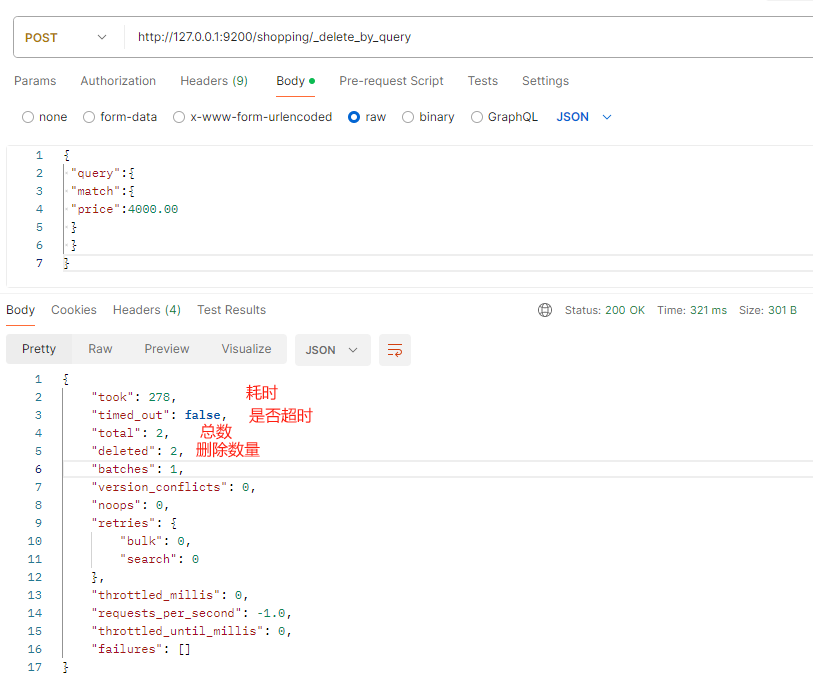 POST http://127.0.0.1:9200/shopping/_delete_by_query
Params Authorization Headers (9) Body Pre-request Script Tests Settings
none form-data x-www-form-urlencoded raw binary GraphQL JSON
1 {
2 "query":{
3 "match":{
4 "price":4000.00
5 }
6 }
7 }
Body Cookies Headers (4) Test Results Status: 200 OK Time: 321 ms Size: 301 B
Pretty Raw Preview Visualize JSON
1 {
2 "took": 278, 耗时
3 "timed_out": false, 是否超时
4 "total": 2, 总数
5 "deleted": 2, 删除数量
6 "batches": 1,
7 "version_conflicts": 0,
8 "noops": 0,
9 "retries": {
10 "bulk": 0,
11 "search": 0
12 },
13 "throttled_millis": 0,
14 "requests_per_second": -1.0,
15 "throttled_until_millis": 0,
16 "failures": []
17 }